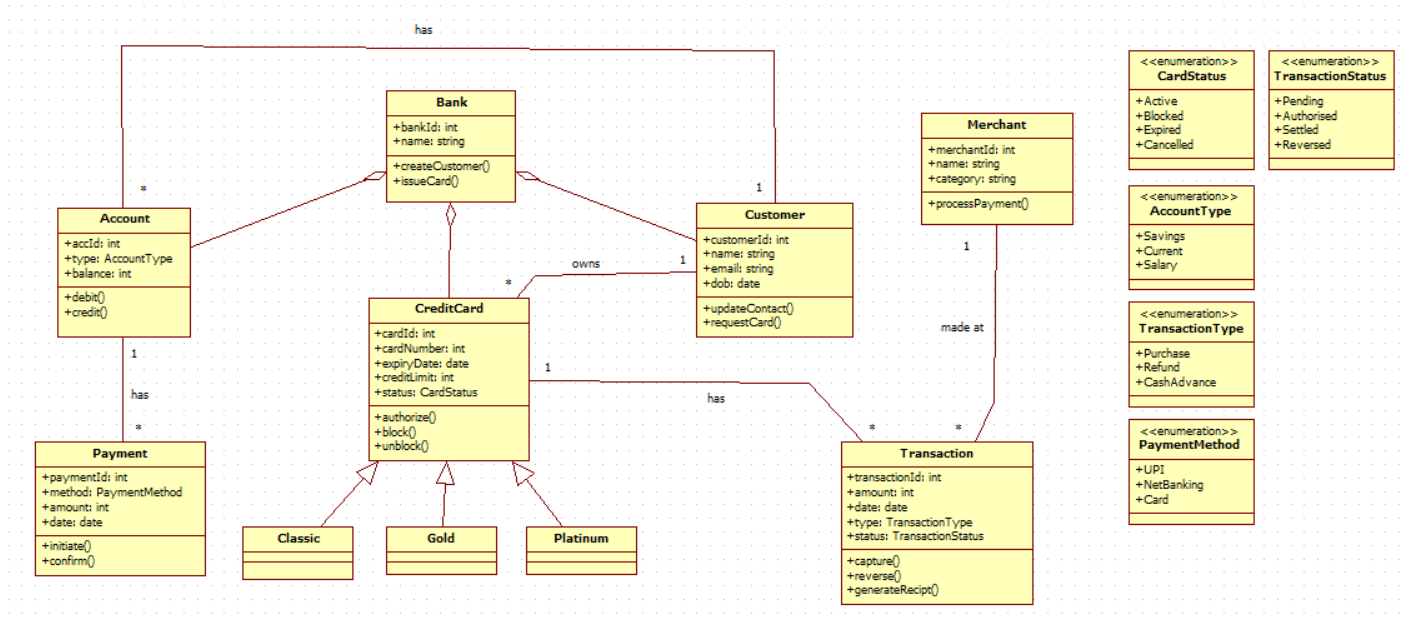 has
Bank
+bankId: int
+name: string
+createCustomer()
+issueCard()
Merchant
+merchantId: int
+name: string
+category: string
+processPayment()
<<enumeration>>
CardStatus
+Active
+Blocked
+Expired
+Cancelled
<<enumeration>>
TransactionStatus
+Pending
+Authorised
+Settled
+Reversed
*
1
Account
+accId: int
+type: AccountType
+balance: int
+debit()
+credit()
Customer
+customerId: int
+name: string
+email: string
+dob: date
+updateContact()
+requestCard()
1
<<enumeration>>
AccountType
+Savings
+Current
+Salary
owns
1
*
CreditCard
+cardId: int
+cardNumber: int
+expiryDate: date
+creditLimit: int
+status: CardStatus
+authorize()
+block()
+unblock()
made at
<<enumeration>>
TransactionType
+Purchase
+Refund
+CashAdvance
1
has
*
1
has
*
*
<<enumeration>>
PaymentMethod
+UPI
+NetBanking
+Card
Payment
+paymentId: int
+method: PaymentMethod
+amount: int
+date: date
+initiate()
+confirm()
Transaction
+transactionId: int
+amount: int
+date: date
+type: TransactionType
+status: TransactionStatus
+capture()
+reverse()
+generateRecipt()
Classic
Gold
Platinum